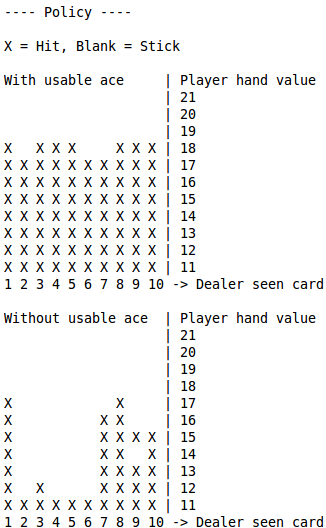 ---- Policy ----
X = Hit, Blank = Stick
With usable ace     | Player hand value
                    | 21
                    | 20
                    | 19
X   X X X     X X X | 18
X X X X X X X X X X | 17
X X X X X X X X X X | 16
X X X X X X X X X X | 15
X X X X X X X X X X | 14
X X X X X X X X X X | 13
X X X X X X X X X X | 12
X X X X X X X X X X | 11
1 2 3 4 5 6 7 8 9 10 -> Dealer seen card
Without usable ace  | Player hand value
                    | 21
                    | 20
                    | 19
                    | 18
X             X     | 17
X           X X     | 16
X           X X X X | 15
X           X X   X | 14
X           X X X X | 13
X   X       X X X X | 12
X X X X X X X X X X | 11
1 2 3 4 5 6 7 8 9 10 -> Dealer seen card